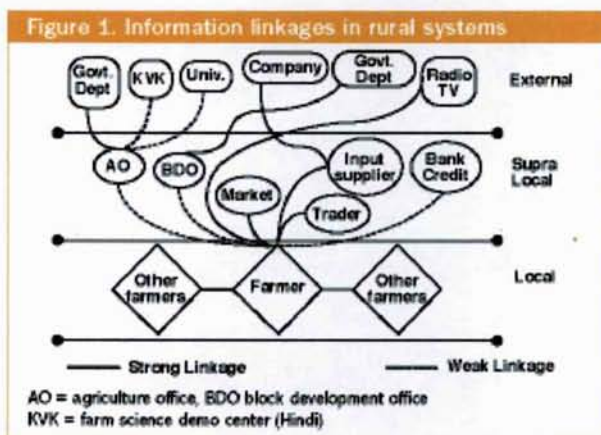 Figure 1. Information linkages in rural systems
Govt. Dept
KVK
Univ.
Company
Govt. Dept
Radio TV
External
AO
BDO
Market
Input supplier
Trader
Bank Credit
Supra Local
Other farmers
Farmer
Other farmers
Local
Strong Linkage
Weak Linkage
AO = agriculture office, BDO block development office
KVK = farm science demo center (Hindi)